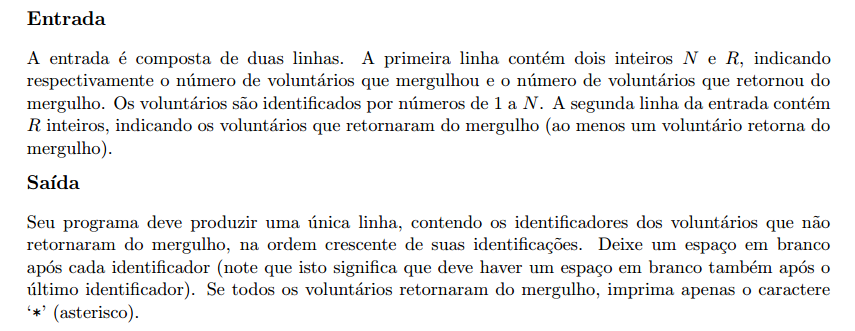 Entrada
A entrada é composta de duas linhas. A primeira linha contém dois inteiros N e R, indicando
respectivamente o número de voluntários que mergulhou e o número de voluntários que retornou do
mergulho. Os voluntários são identificados por números de 1 a N. A segunda linha da entrada contém
R inteiros, indicando os voluntários que retornaram do mergulho (ao menos um voluntário retorna do
mergulho).
Saída
Seu programa deve produzir uma única linha, contendo os identificadores dos voluntários que não
retornaram do mergulho, na ordem crescente de suas identificações. Deixe um espaço em branco
após cada identificador (note que isto significa que deve haver um espaço em branco também após o
último identificador). Se todos os voluntários retornaram do mergulho, imprima apenas o caractere
‘*’ (asterisco).